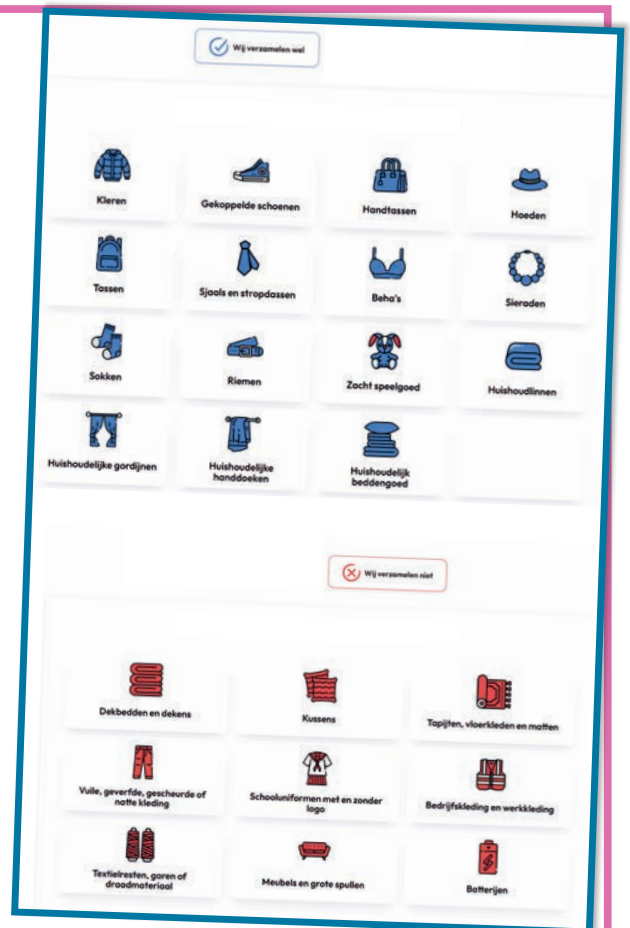 Wij verzamelen wel
Kleren
Gekoppelde schoenen
Handtassen
Hoeden
Tassen
Sjaals en stropdassen
Beha's
Sieraden
Sokken
Riemen
Zacht speelgoed
Huishoudlinnen
Huishoudelijke gordijnen
Huishoudelijke
handdoeken
Huishoudelijk
beddengoed
Wij verzamelen niet
Dekbedden en dekens
Kussens
Tapijten, vloerkleden en matten
Vuile, geverfde, gescheurde of
natte kleding
Schooluniformen met en zonder
logo
Bedrijfskleding en werkkleding
Textielresten, garen of
draadmateriaal
Meubels en grote spullen
Batterijen